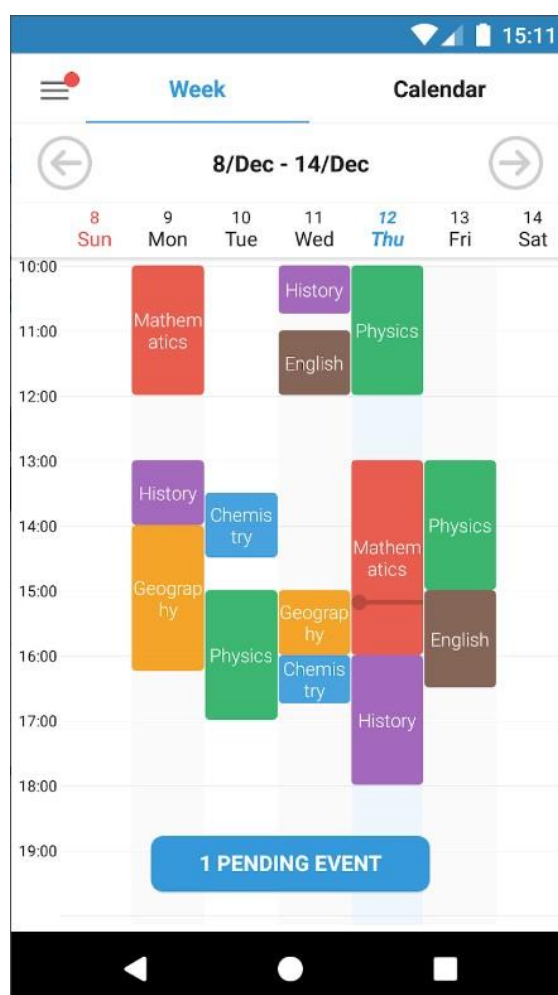 15:11
Week Calendar
8/Dec - 14/Dec
8 9 10 11 12 13 14
Sun Mon Tue Wed Thu Fri Sat
10:00
History
Mathem
atics
11:00
Physics
English
12:00
13:00
History
Chemis
try
14:00
Physics
Mathem
atics
15:00
Geograp
hy
Geograp
hy
English
16:00
Physics
Chemis
try
17:00
History
18:00
19:00
1 PENDING EVENT